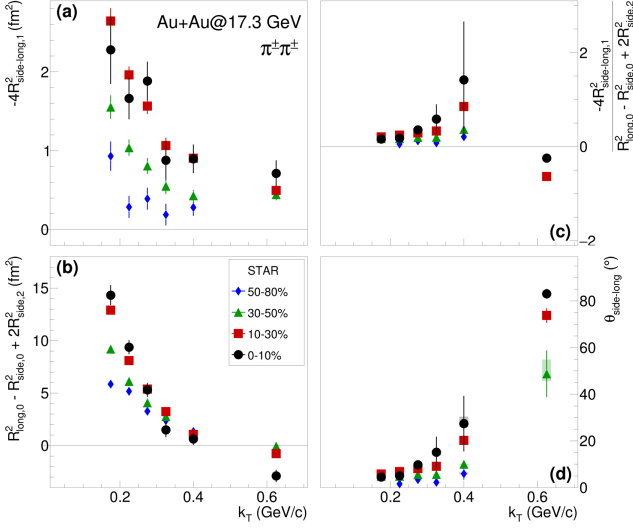 (a)
Au+Au@17.3 GeV
π±π±
-4R²side-long,1 (fm²)
2
1
0
-4R²side-long,1
R²long,0 - R²side,0 + 2R²side,2
2
0
−2
(c)
(b)
STAR
50-80%
30-50%
10-30%
0-10%
R²long,0 - R²side,0 + 2R²side,2 (fm²)
15
10
5
0
0.2
0.4
0.6
kT (GeV/c)
θside-long (°)
80
60
40
20
0
(d)
0.2
0.4
0.6
kT (GeV/c)